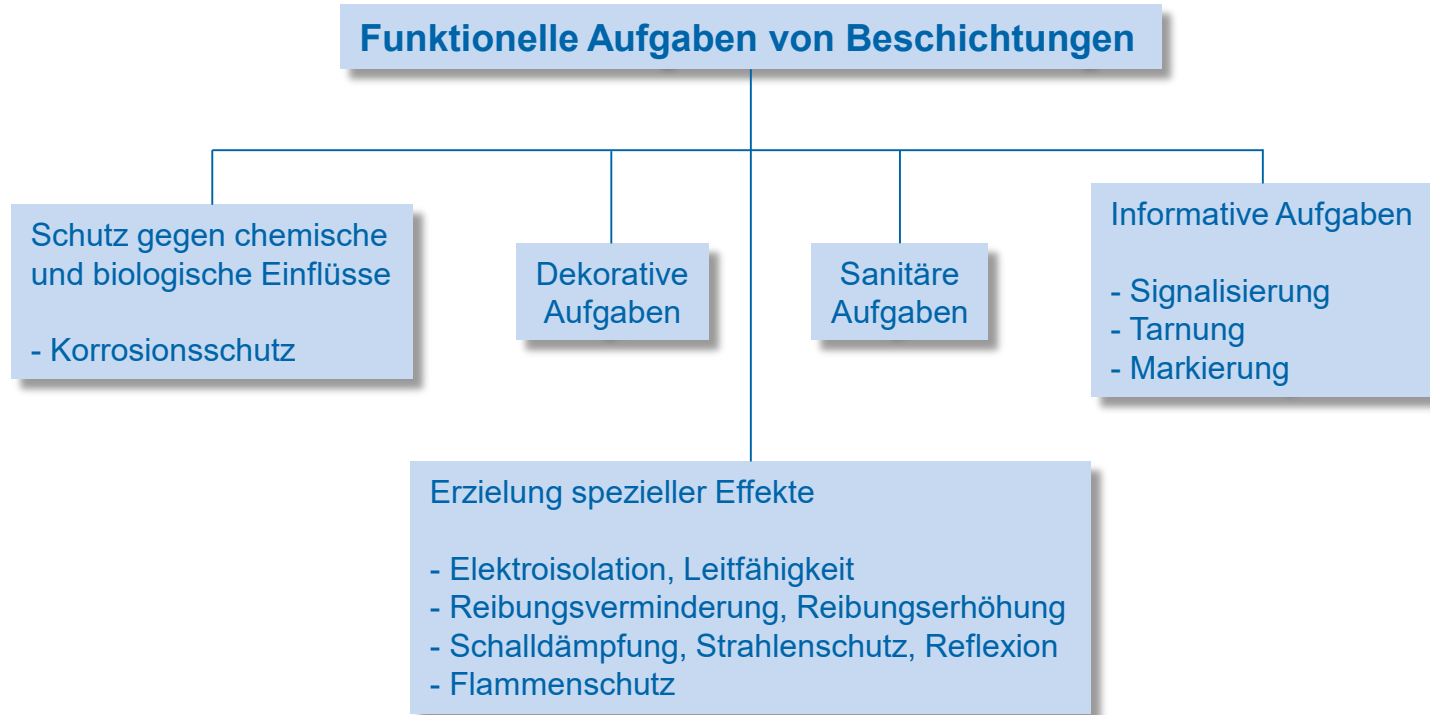 Funktionelle Aufgaben von Beschichtungen
Schutz gegen chemische
und biologische Einflüsse
- Korrosionsschutz
Dekorative
Aufgaben
Sanitäre
Aufgaben
Informative Aufgaben
- Signalisierung
- Tarnung
- Markierung
Erzielung spezieller Effekte
- Elektroisolation, Leitfähigkeit
- Reibungsverminderung, Reibungserhöhung
- Schalldämpfung, Strahlenschutz, Reflexion
- Flammenschutz